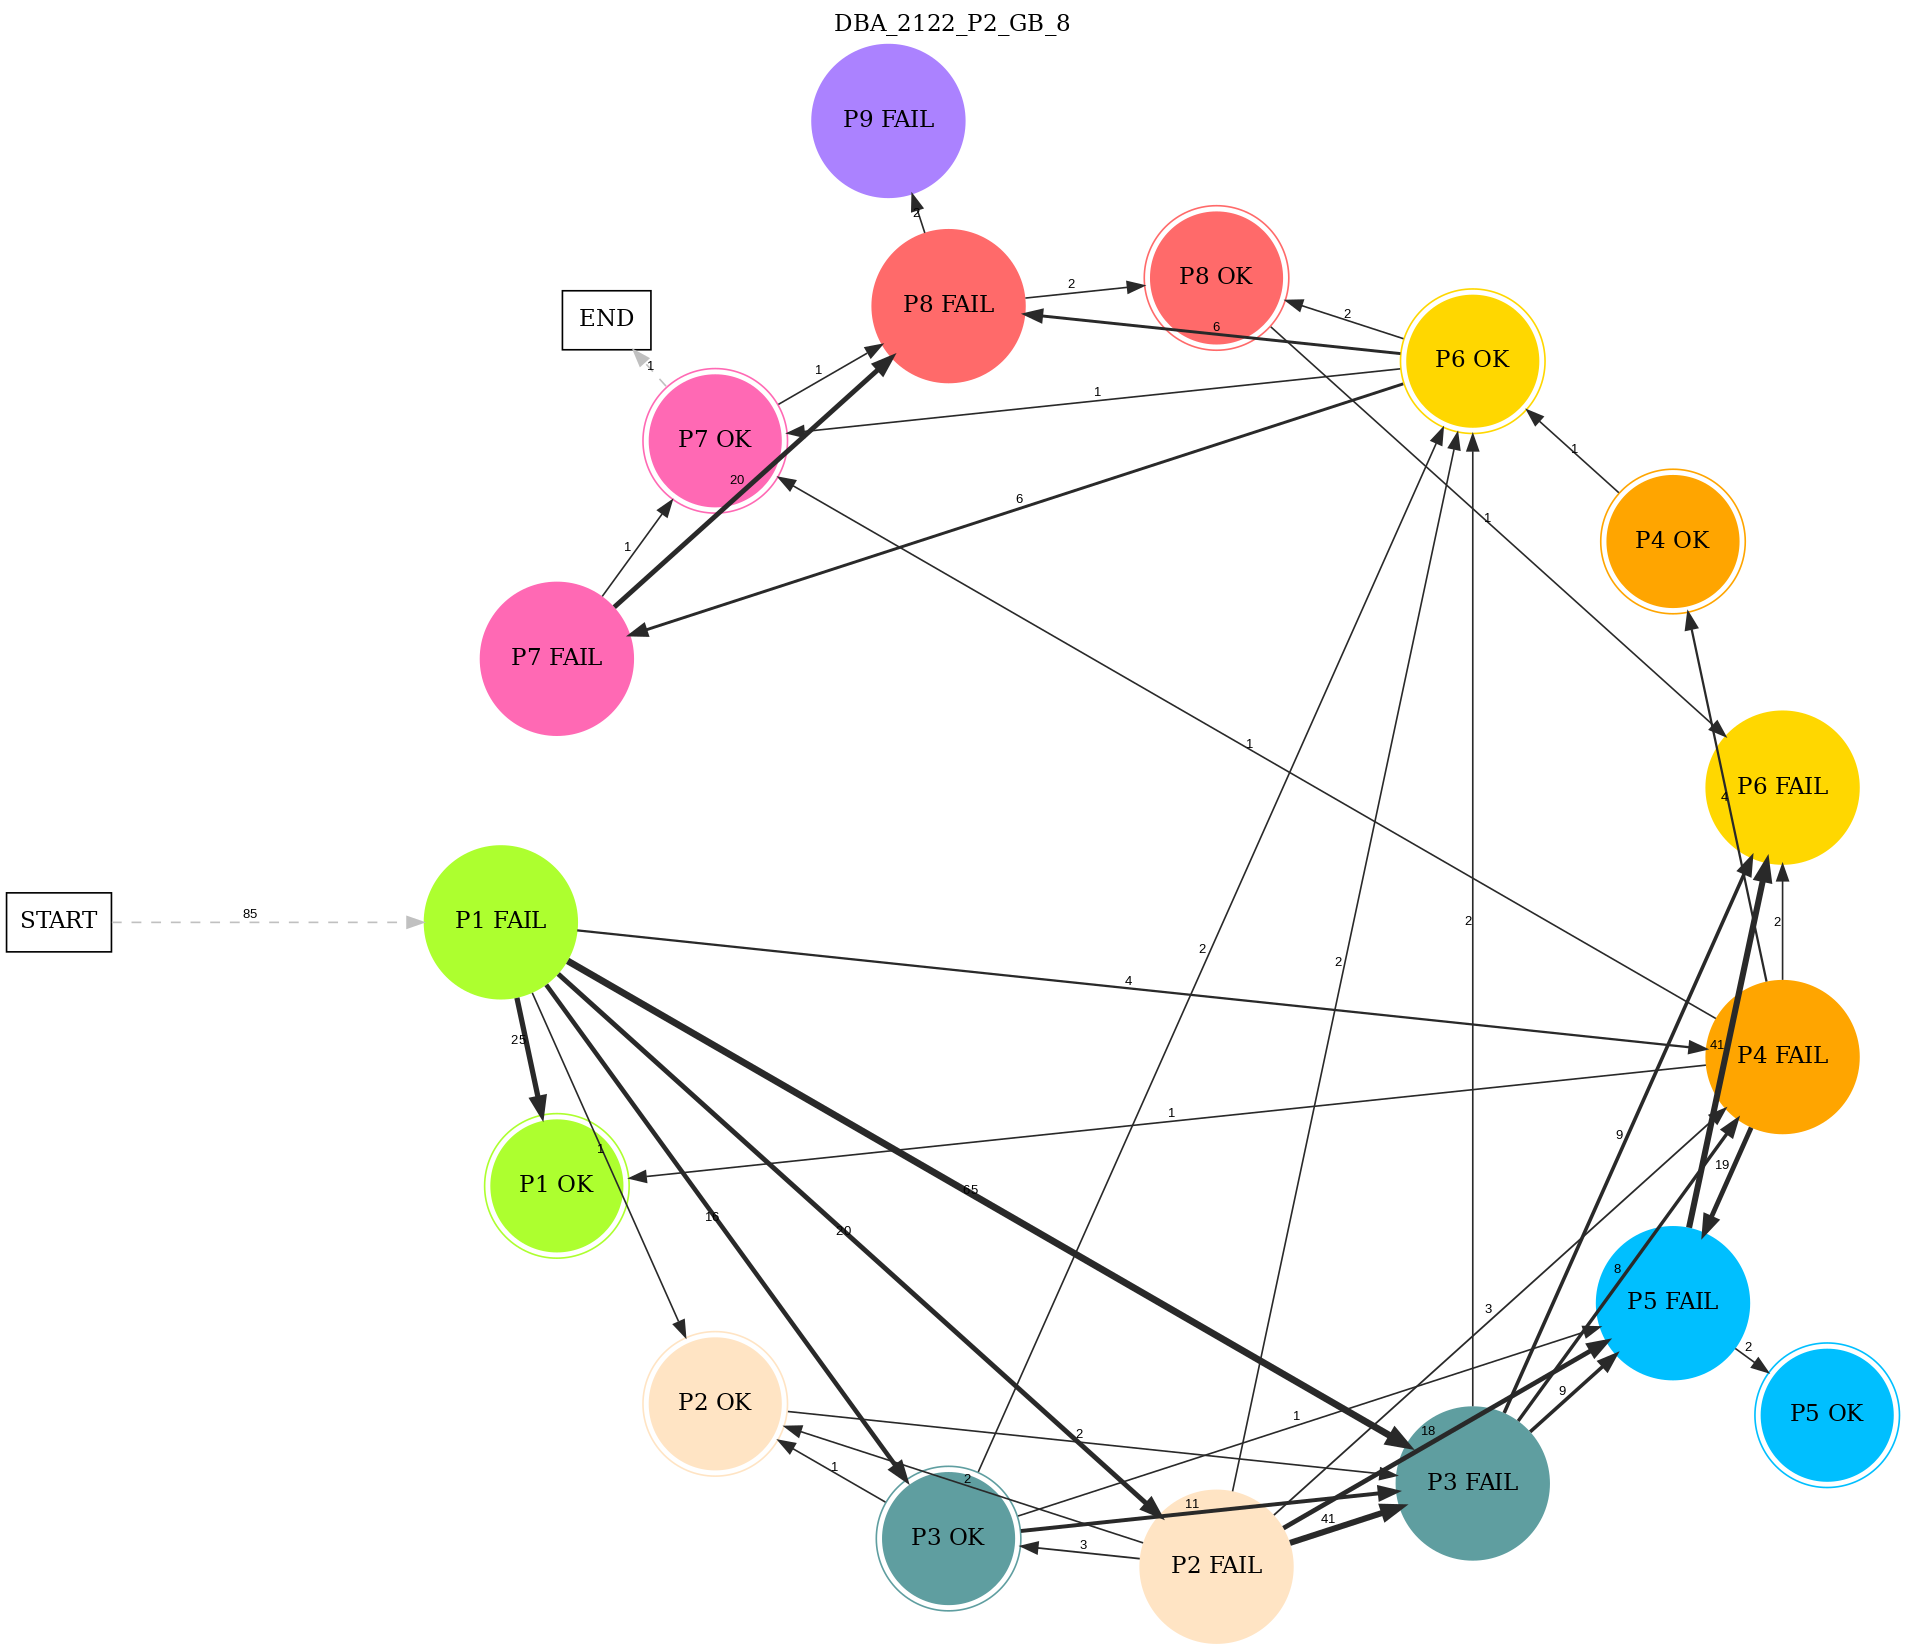 DBA_2122_P2_GB_8
P9 FAIL
2
P8 OK
2
P8 FAIL
2
END
6
P6 OK
1
1
1
P7 OK
1
20
6
1
P4 OK
1
1
P7 FAIL
1
P6 FAIL
4
85
START
P1 FAIL
2
2
2
2
4
25
41
P4 FAIL
1
9
1
19
P1 OK
65
16
20
8
P5 FAIL
3
2
9
P2 OK
1
P5 OK
18
2
1
2
P3 FAIL
11
41
P3 OK
3
P2 FAIL